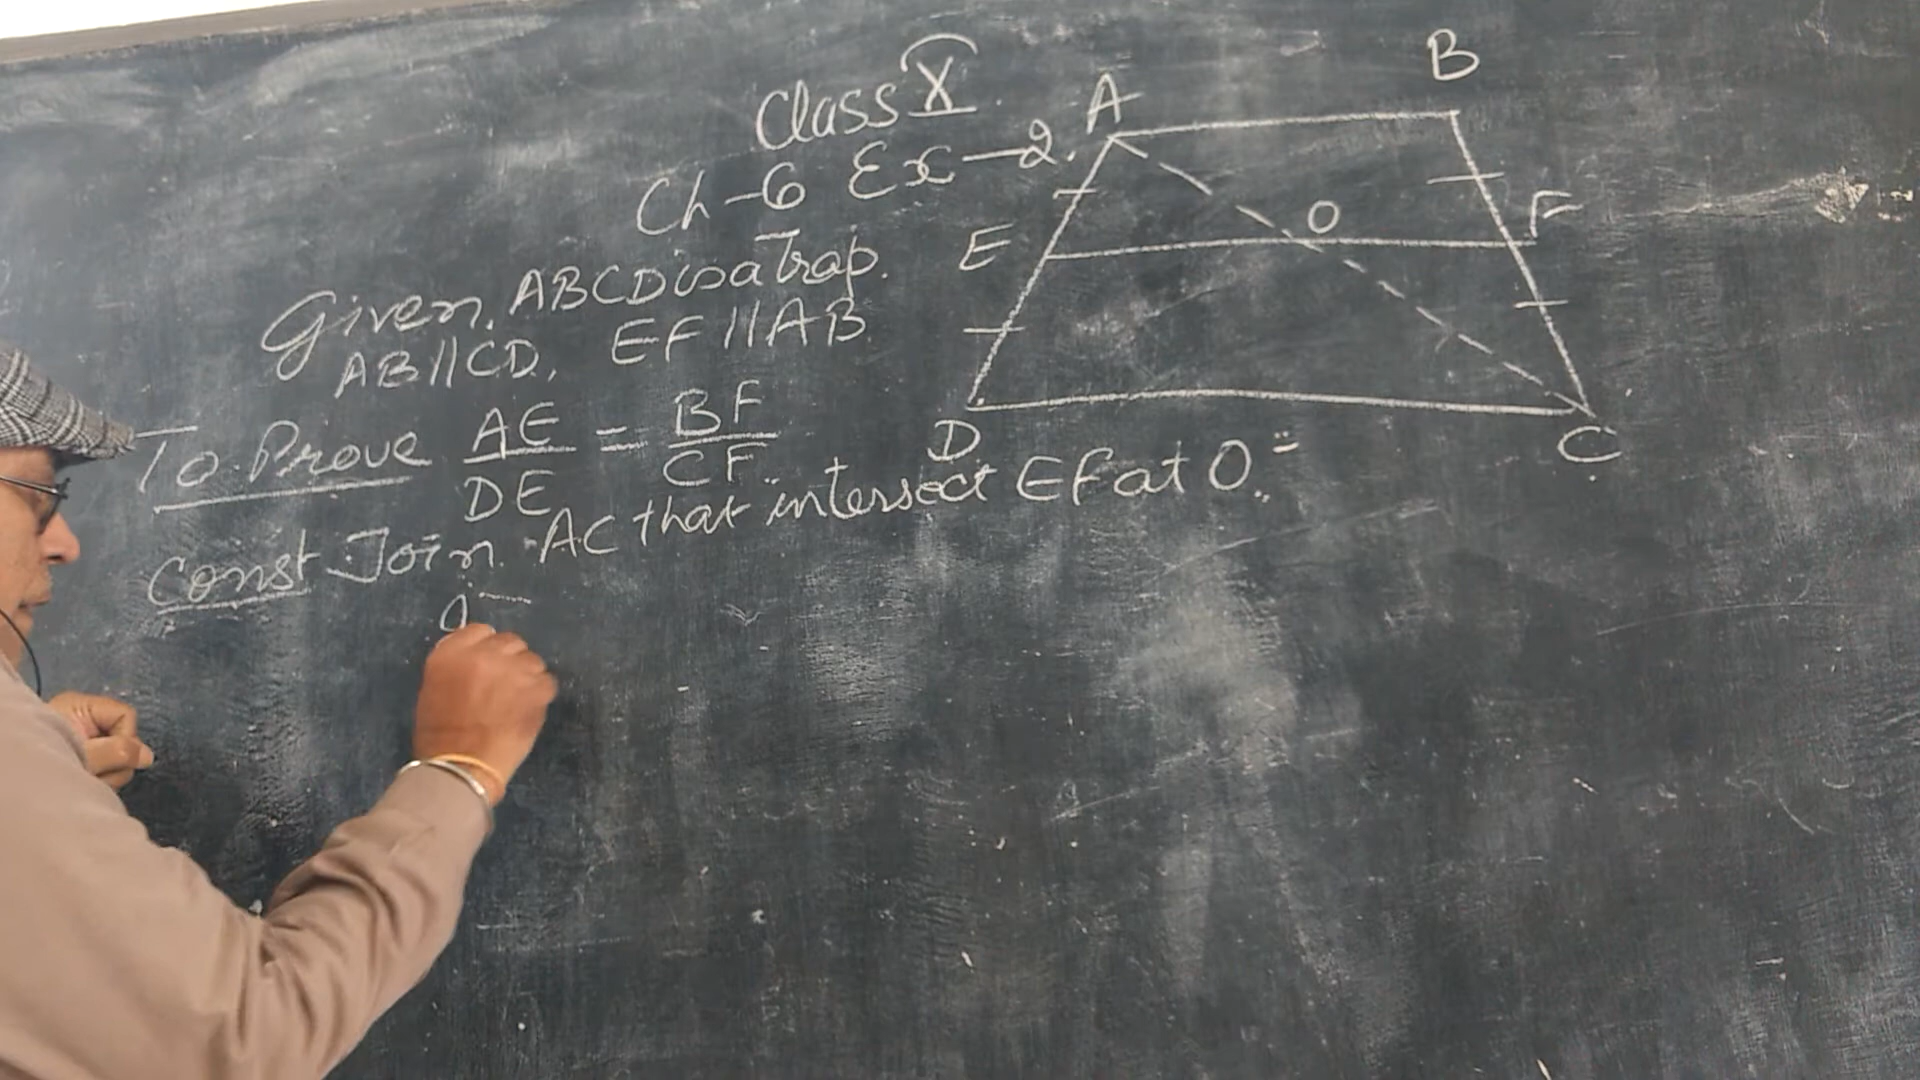 Class X
Ch-6 Ex-2.
Given. ABCD is a Trap.
AB//CD, EF//AB
To Prove AE/DE = BF/CF
Const Join AC that intersect EF at O.
A
B
E
O
F
D
C